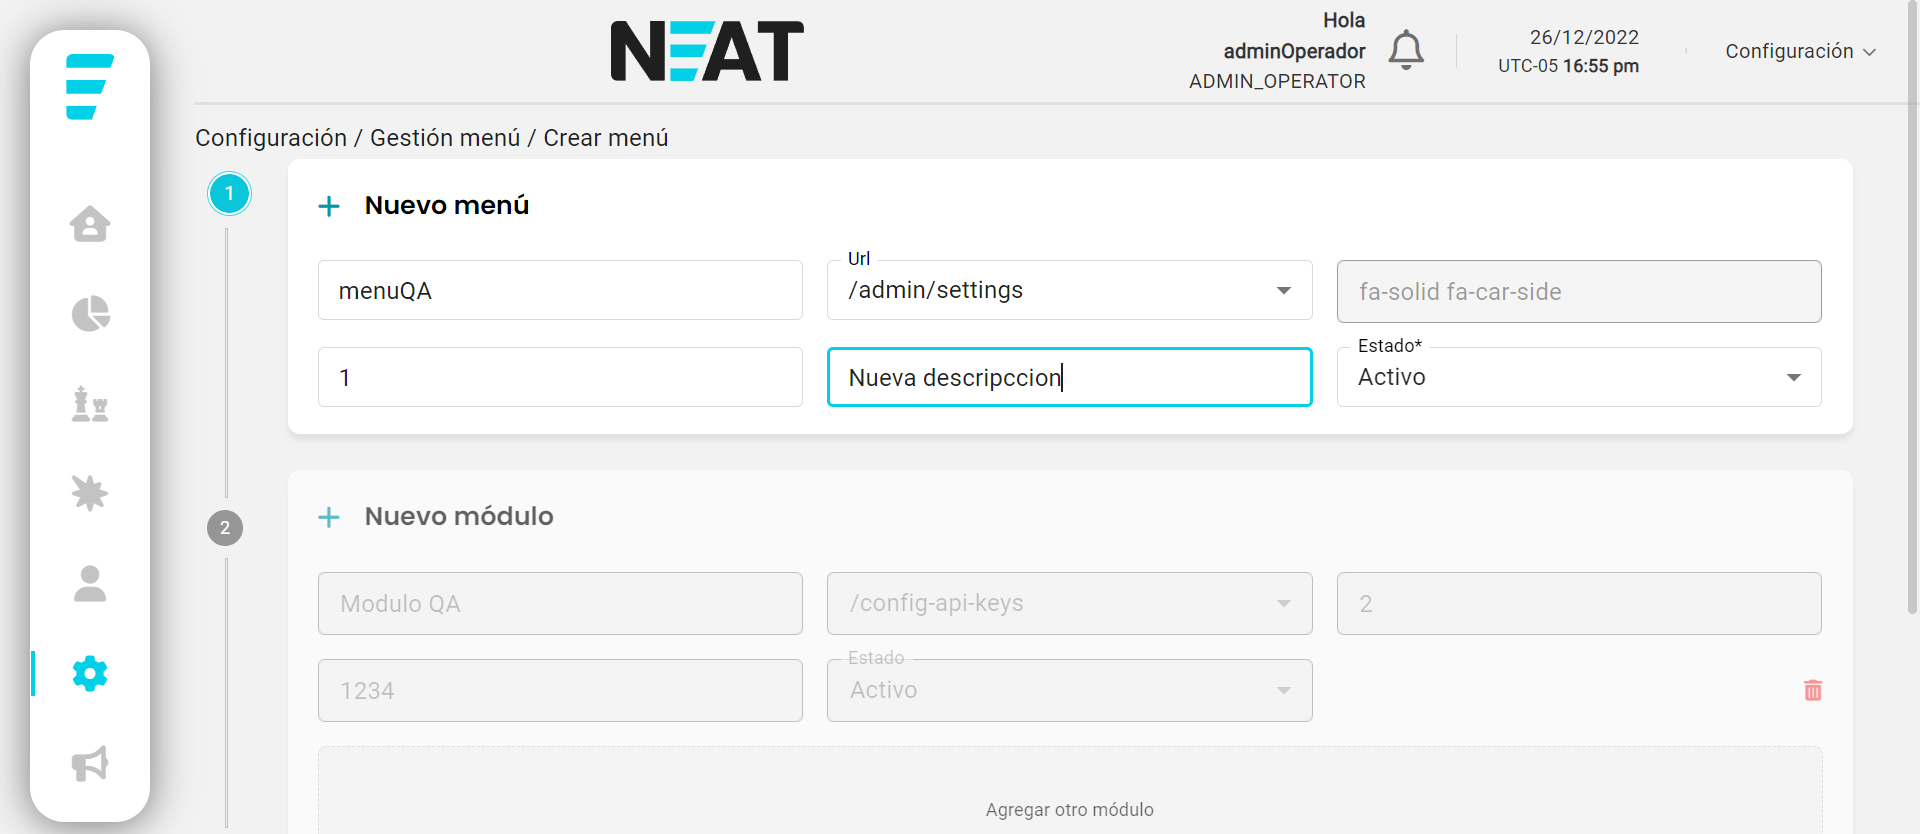 NEAT
Hola
adminOperador
ADMIN_OPERATOR
26/12/2022
UTC-05 16:55 pm
Configuración
Configuración / Gestión menú / Crear menú
1
Nuevo menú
menuQA
Url
/admin/settings
fa-solid fa-car-side
1
Nueva descripccion
Estado*
Activo
2
Nuevo módulo
Modulo QA
/config-api-keys
2
1234
Estado
Activo
Agregar otro módulo